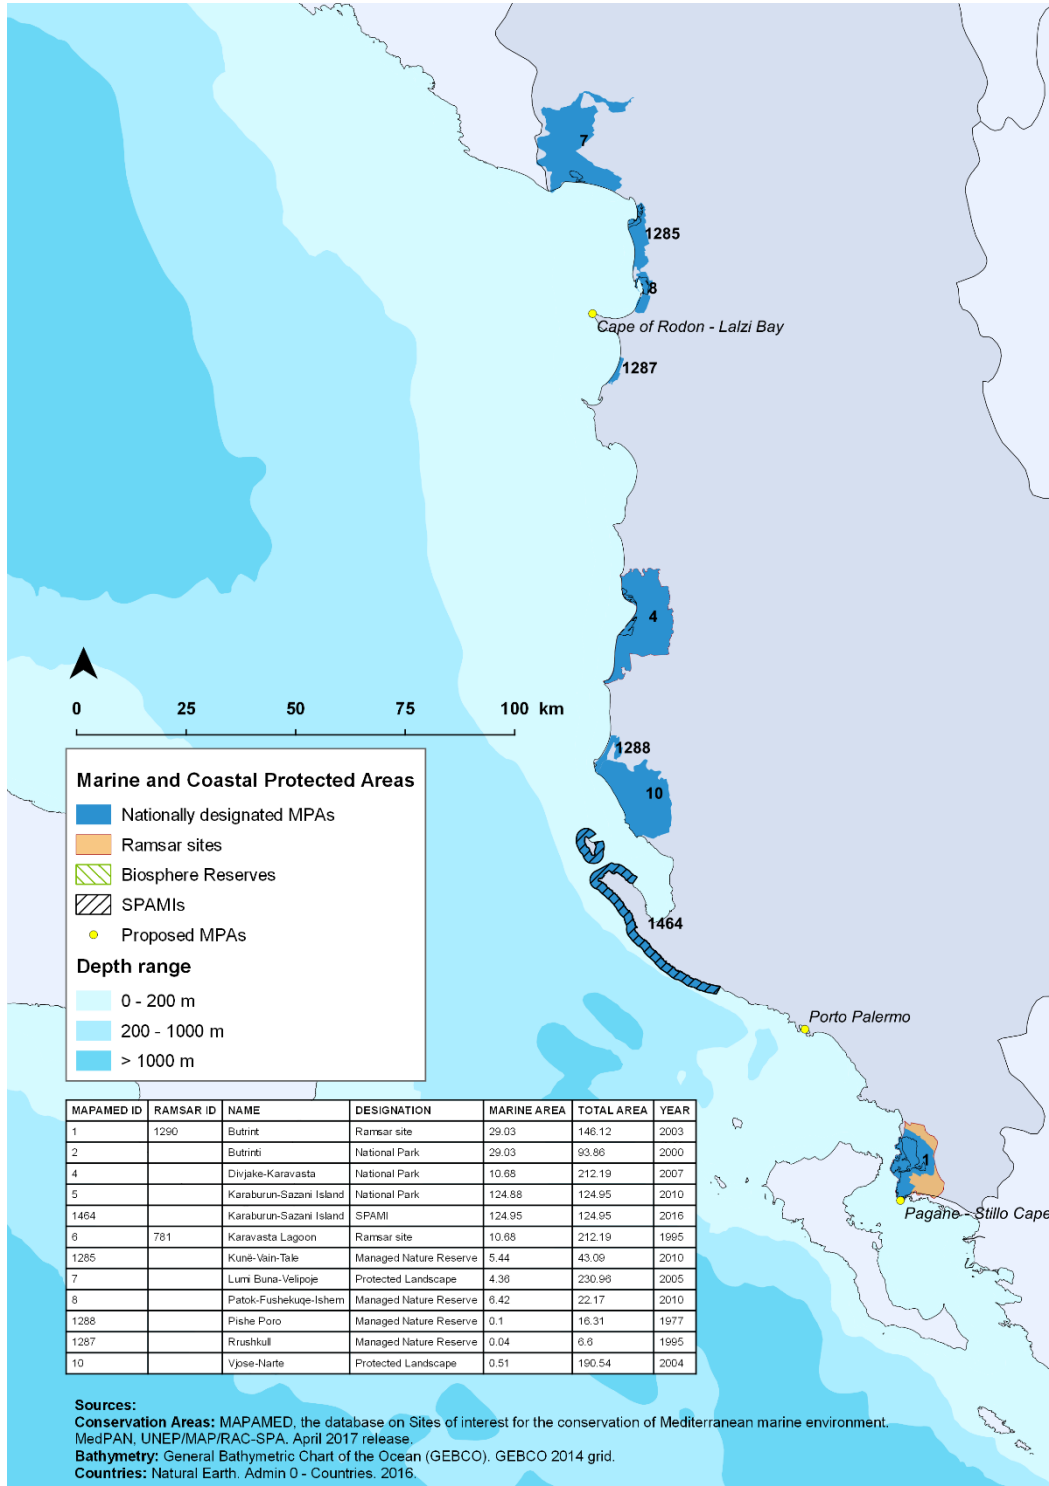 7
1285
8
Cape of Rodon - Lalzi Bay
1287
4
0 25 50 75 100 km
1288
10
1464
Marine and Coastal Protected Areas
Nationally designated MPAs
Ramsar sites
Biosphere Reserves
SPAMIs
Proposed MPAs
Depth range
0 - 200 m
200 - 1000 m
> 1000 m
Porto Palermo
1
Pagane - Stillo Cape
MAPAMED ID RAMSAR ID NAME DESIGNATION MARINE AREA TOTAL AREA YEAR
1 1290 Butrint Ramsar site 29.03 146.12 2003
2 Butrinti National Park 29.03 93.86 2000
4 Divjake-Karavasta National Park 10.68 212.19 2007
5 Karaburun-Sazani Island National Park 124.88 124.95 2010
1464 Karaburun-Sazani Island SPAMI 124.95 124.95 2016
6 781 Karavasta Lagoon Ramsar site 10.68 212.19 1995
1285 Kunë-Vain-Tale Managed Nature Reserve 5.44 43.09 2010
7 Lumi Buna-Velipoje Protected Landscape 4.36 230.96 2005
8 Patok-Fushekuqe-Ishem Managed Nature Reserve 6.42 22.17 2010
1288 Pishe Poro Managed Nature Reserve 0.1 16.31 1977
1287 Rrushkull Managed Nature Reserve 0.04 6.6 1995
10 Vjose-Narte Protected Landscape 0.51 190.54 2004
Sources:
Conservation Areas: MAPAMED, the database on Sites of interest for the conservation of Mediterranean marine environment.
MedPAN, UNEP/MAP/RAC-SPA. April 2017 release.
Bathymetry: General Bathymetric Chart of the Ocean (GEBCO). GEBCO 2014 grid.
Countries: Natural Earth. Admin 0 - Countries. 2016.